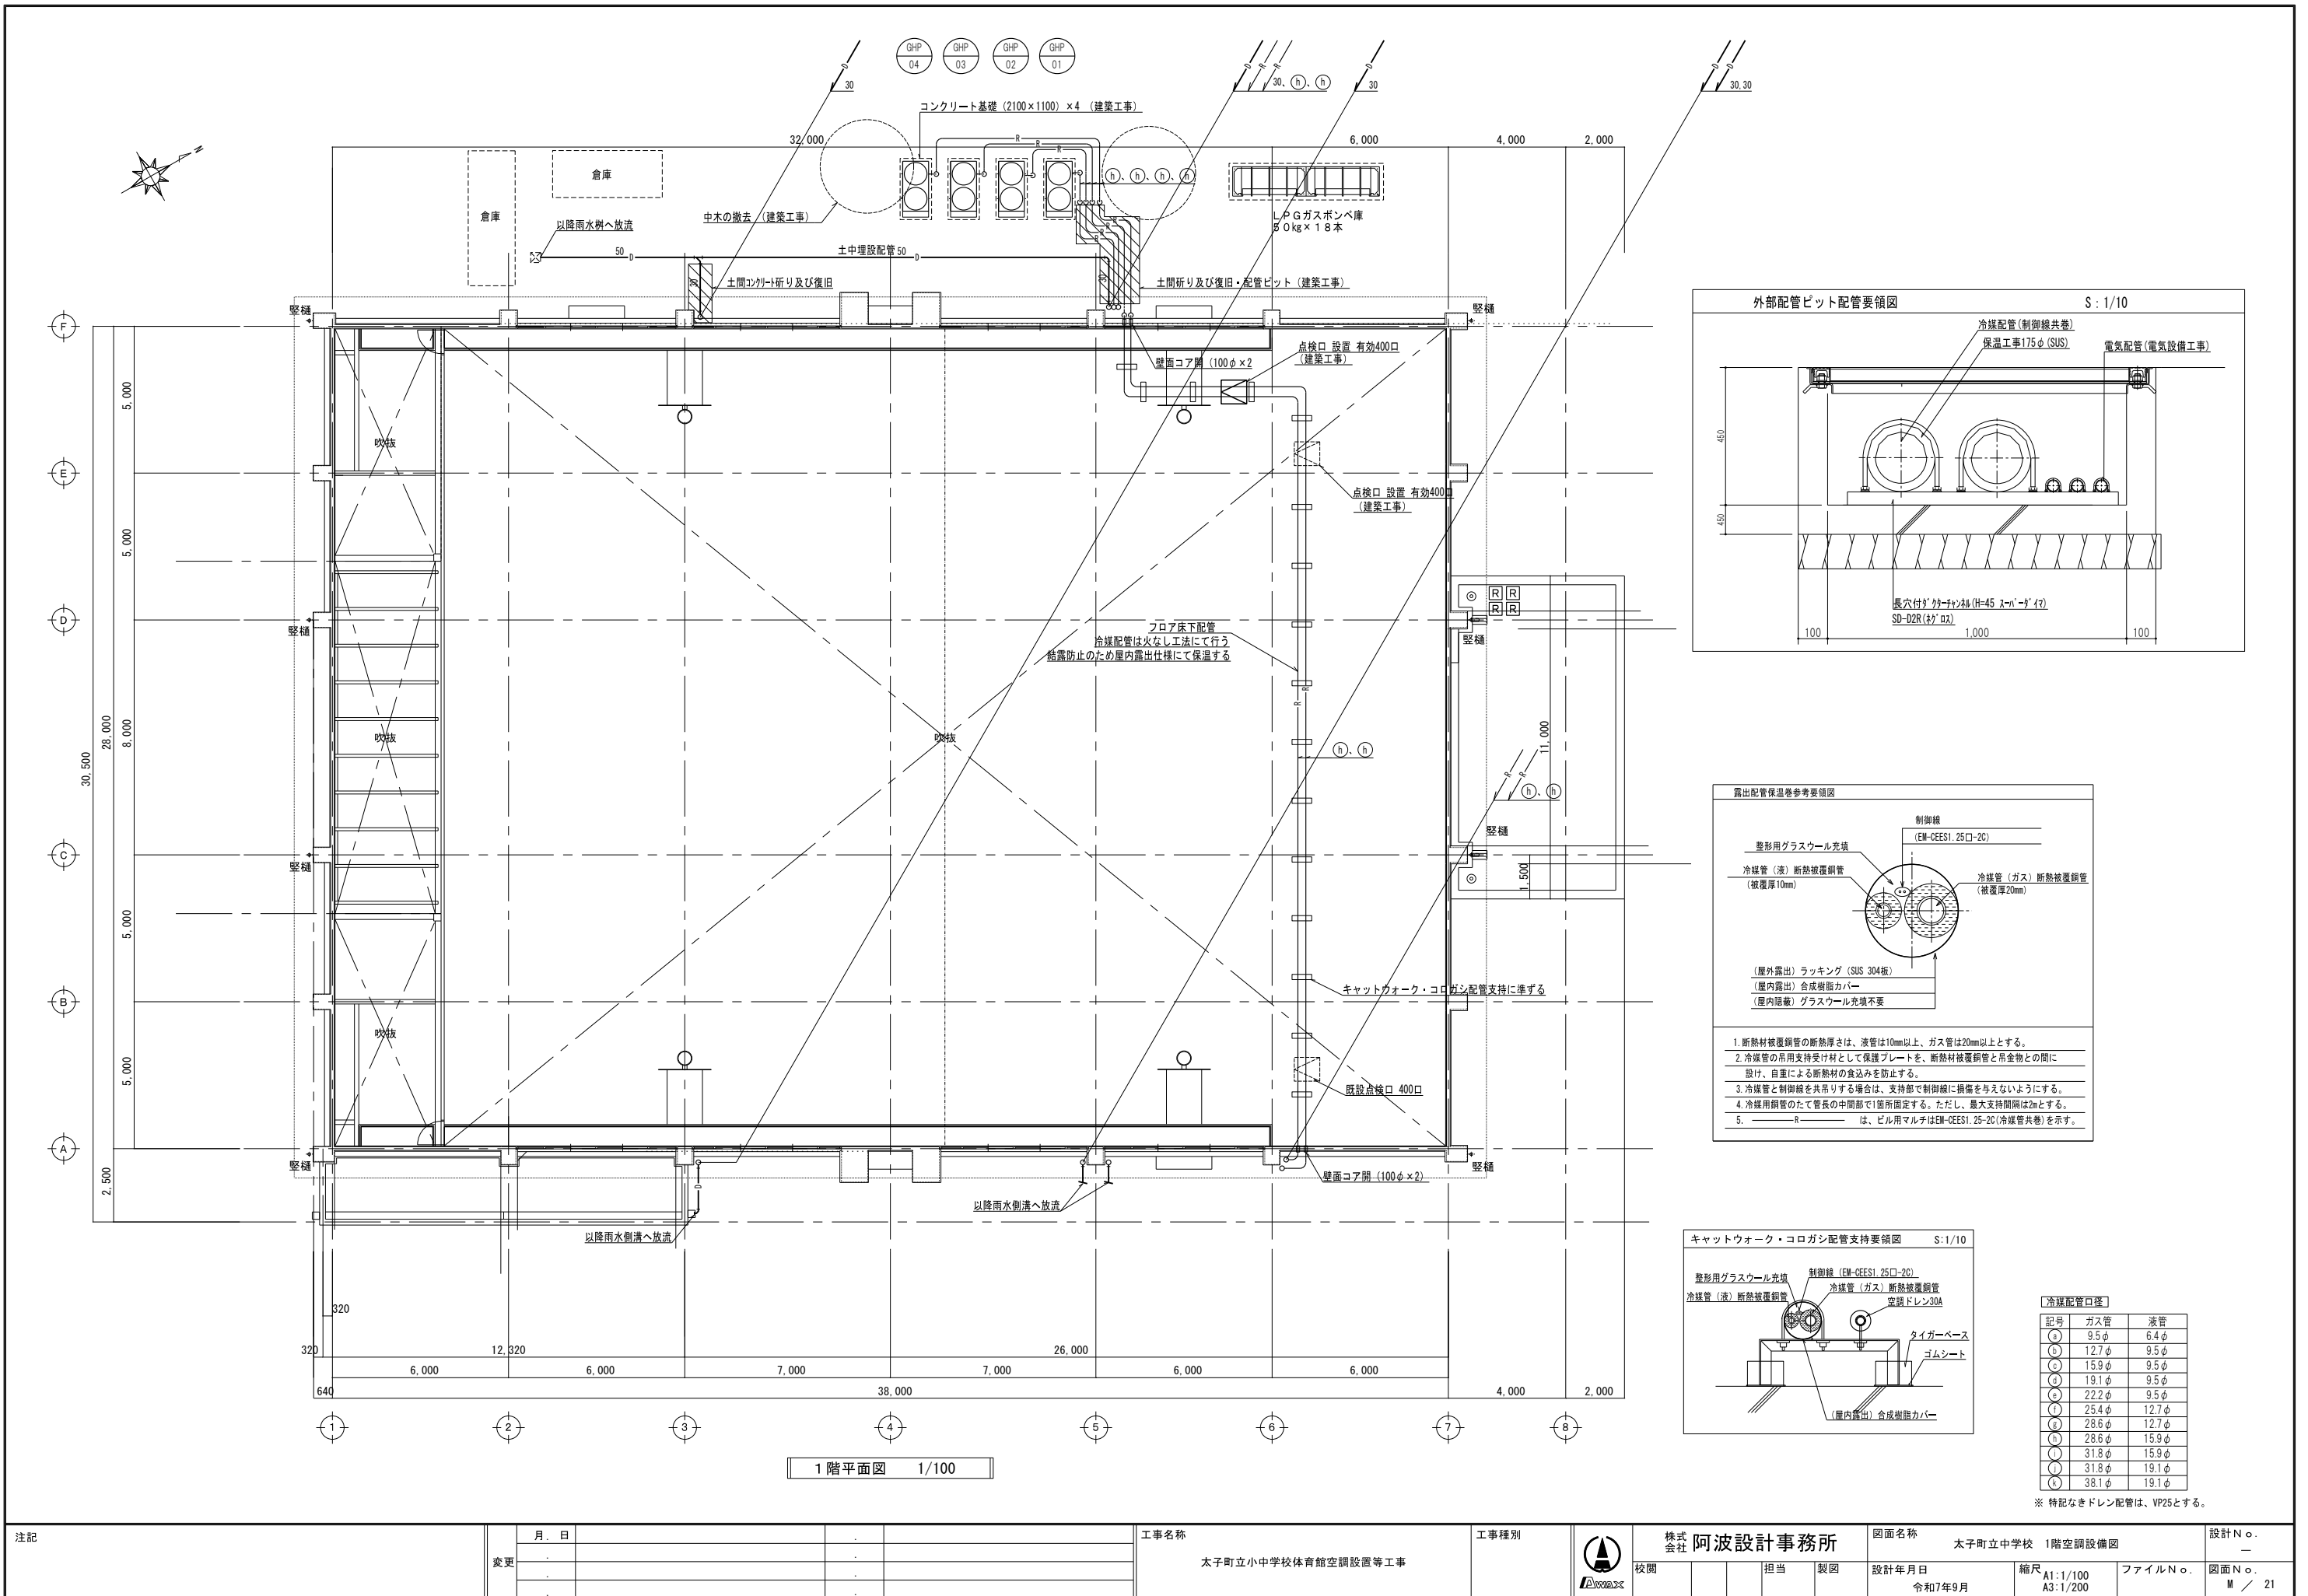 GHP
04
GHP
03
GHP
02
GHP
01
D
30
D
R
R
30、ⓗ、ⓗ
D
30
D
D
30,30
コンクリート基礎（2100×1100）×4 （建築工事）
32,000
6,000
4,000
2,000
N
倉庫
倉庫
R
R
R
ⓗ、ⓗ、ⓗ、ⓗ
LPGガスボンベ庫
50kg×18本
中木の撤去 （建築工事）
以降雨水桝へ放流
50
D
土中埋設配管50
D
R
R
R
R
30
30
土間ｺﾝｸﾘｰﾄ斫り及び復旧
土間斫り及び復旧・配管ピット（建築工事）
竪樋
竪樋
F
壁面コア開（100φ×2
点検口 設置 有効400口
（建築工事）
吹抜
E
点検口 設置 有効400口
（建築工事）
5,000
5,000
D
竪樋
R R
R R
竪樋
フロア床下配管
冷媒配管は火なし工法にて行う
結露防止のため屋内露出仕様にて保温する
R
R
吹抜
吹抜
ⓗ、ⓗ
R
R
ⓗ、ⓗ
11,000
28,000
8,000
30,500
C
竪樋
竪樋
1,500
5,000
B
キャットウォーク・コロガシ配管支持に準ずる
吹抜
5,000
既設点検口 400口
A
竪樋
竪樋
壁面コア開（100φ×2）
D
2,500
以降雨水側溝へ放流
以降雨水側溝へ放流
320
320
12,320
26,000
6,000
6,000
7,000
7,000
6,000
6,000
640
38,000
4,000
2,000
1
2
3
4
5
6
7
8
1階平面図 1/100
外部配管ピット配管要領図 S：1/10
冷媒配管(制御線共巻)
保温工事175φ(SUS)
電気配管(電気設備工事)
450
450
長穴付ﾀﾞｸﾀｰﾁｬﾝﾈﾙ(H=45 ｽｰﾊﾟｰﾀﾞｲﾏ)
SD-D2R(ﾈｸﾞﾛｽ)
100
1,000
100
露出配管保温巻参考要領図
制御線
(EM-CEES1.25□-2C)
整形用グラスウール充填
冷媒管（液）断熱被覆銅管
(被覆厚10mm)
冷媒管（ガス）断熱被覆銅管
(被覆厚20mm)
（屋外露出）ラッキング（SUS 304板）
（屋内露出）合成樹脂カバー
（屋内隠蔽）グラスウール充填不要
1.断熱材被覆銅管の断熱厚さは、液管は10mm以上、ガス管は20mm以上とする。
2.冷媒管の吊用支持受け材として保護プレートを、断熱材被覆銅管と吊金物との間に
設け、自重による断熱材の食込みを防止する。
3.冷媒管と制御線を共吊りする場合は、支持部で制御線に損傷を与えないようにする。
4.冷媒用銅管のたて管長の中間部で1箇所固定する。ただし、最大支持間隔は2mとする。
5. ―R― は、ビル用マルチはEM-CEES1.25-2C(冷媒管共巻)を示す。
キャットウォーク・コロガシ配管支持要領図 S:1/10
整形用グラスウール充填
制御線（EM-CEES1.25□-2C）
冷媒管（液）断熱被覆銅管
冷媒管（ガス）断熱被覆銅管
空調ドレン30A
タイガーベース
ゴムシート
（屋内露出）合成樹脂カバー
冷媒配管口径
記号 ガス管 液管
ⓐ 9.5φ 6.4φ
ⓑ 12.7φ 9.5φ
ⓒ 15.9φ 9.5φ
ⓓ 19.1φ 9.5φ
ⓔ 22.2φ 9.5φ
ⓕ 25.4φ 12.7φ
ⓖ 28.6φ 12.7φ
ⓗ 28.6φ 15.9φ
ⓘ 31.8φ 15.9φ
ⓙ 31.8φ 19.1φ
ⓚ 38.1φ 19.1φ
※ 特記なきドレン配管は、VP25とする。
注記
変更
月. 日
工事名称
太子町立小中学校体育館空調設置等工事
工事種別
AWAX
株式会社 阿波設計事務所
校閲
担当
製図
図面名称
太子町立中学校 1階空調設備図
設計No.
―
設計年月日
令和7年9月
縮尺
A1:1/100
A3:1/200
ファイルNo.
図面No.
M ／ 21